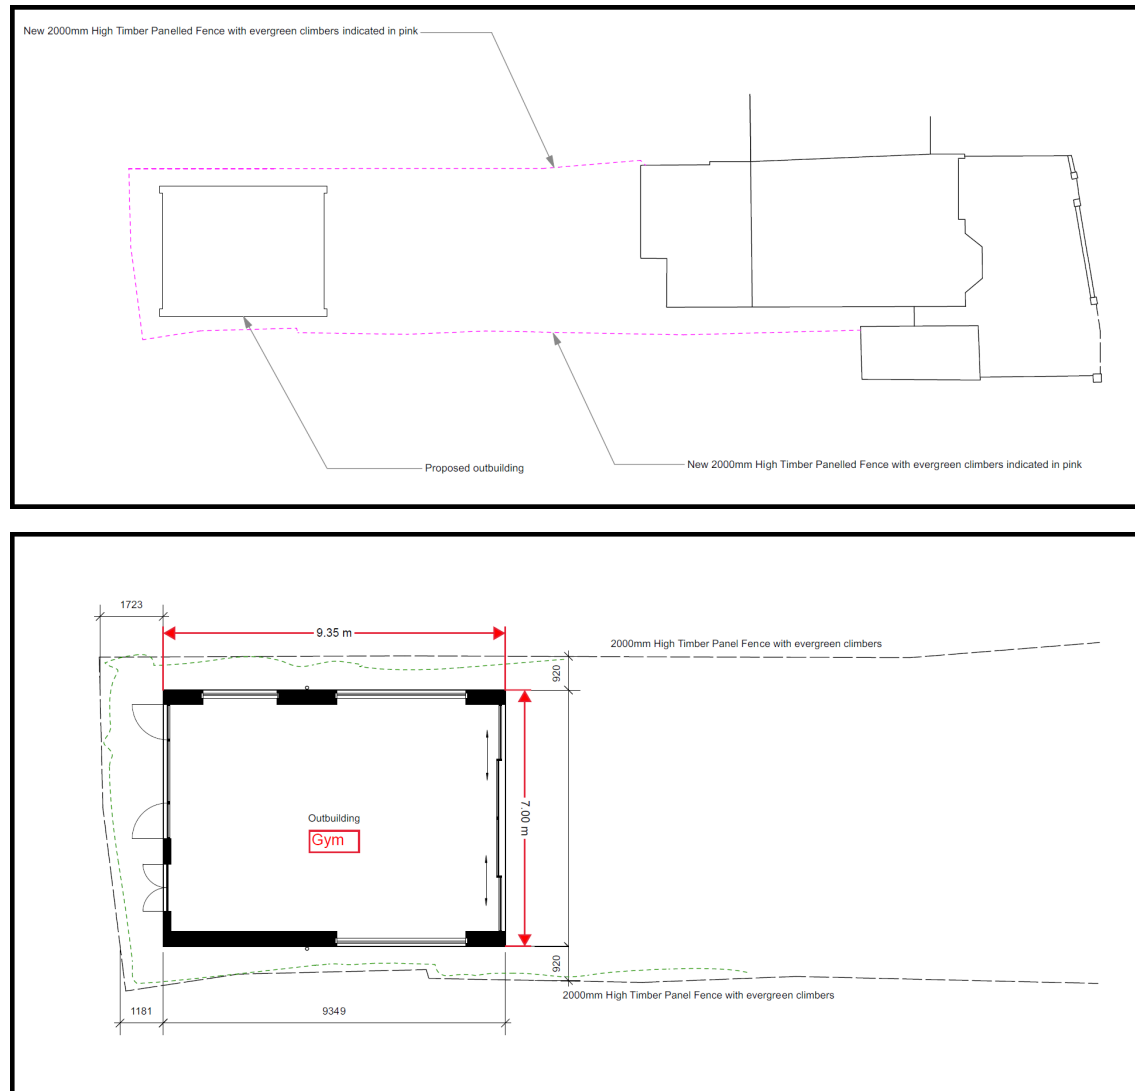 New 2000mm High Timber Panelled Fence with evergreen climbers indicated in pink
Proposed outbuilding
New 2000mm High Timber Panelled Fence with evergreen climbers indicated in pink
1723
9.35 m
2000mm High Timber Panel Fence with evergreen climbers
920
7.00 m
Outbuilding
Gym
920
2000mm High Timber Panel Fence with evergreen climbers
1181
9349